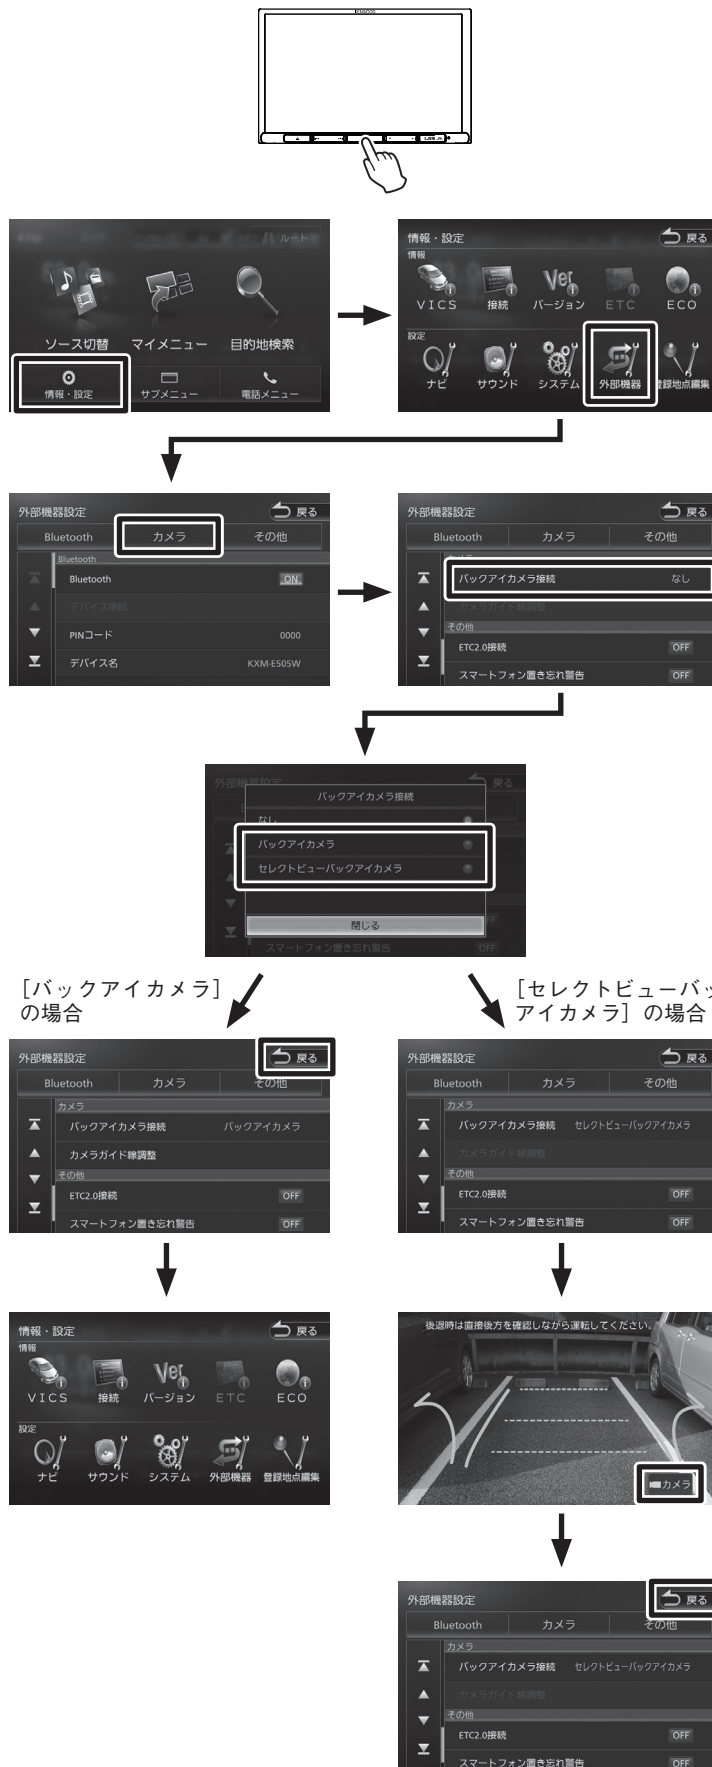 KENWOOD
ルート
ソース切替 マイメニュー 目的地検索
情報・設定 サブメニュー 電話メニュー
情報・設定 戻る
情報
VICS 接続 Ver バージョン ETC ECO
設定
ナビ サウンド システム 外部機器 登録地点編集
外部機器設定 戻る
Bluetooth カメラ その他
Bluetooth
Bluetooth ON
デバイス接続
PINコード 0000
デバイス名 KXM-E505W
外部機器設定 戻る
Bluetooth カメラ その他
バックアイカメラ接続 なし
カメラガイド線調整
その他
ETC2.0接続 OFF
スマートフォン置き忘れ警告 OFF
外部機器設定 戻る
バックアイカメラ接続
なし
バックアイカメラ
セレクトビューバックアイカメラ
閉じる
スマートフォン置き忘れ警告 OFF
[バックアイカメラ]
の場合
[セレクトビューバッ
アイカメラ] の場合
外部機器設定 戻る
Bluetooth カメラ その他
カメラ
バックアイカメラ接続 バックアイカメラ
カメラガイド線調整
その他
ETC2.0接続 OFF
スマートフォン置き忘れ警告 OFF
外部機器設定 戻る
Bluetooth カメラ その他
カメラ
バックアイカメラ接続 セレクトビューバックアイカメラ
カメラガイド線調整
その他
ETC2.0接続 OFF
スマートフォン置き忘れ警告 OFF
情報・設定 戻る
情報
VICS 接続 Ver バージョン ETC ECO
設定
ナビ サウンド システム 外部機器 登録地点編集
後退時は直接後方を確認しながら運転してください。
カメラ
外部機器設定 戻る
Bluetooth カメラ その他
カメラ
バックアイカメラ接続 セレクトビューバックアイカメラ
カメラガイド線調整
その他
ETC2.0接続 OFF
スマートフォン置き忘れ警告 OFF